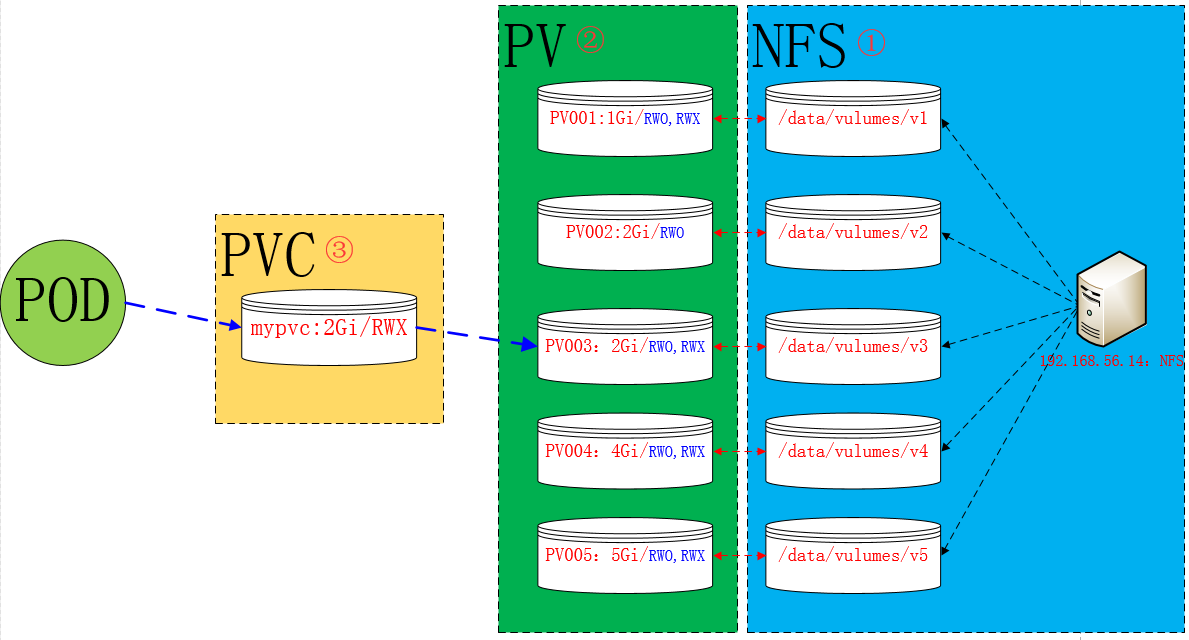 PV ②
NFS ①
PV001:1Gi/RWO,RWX
/data/vulumes/v1
PV002:2Gi/RWO
/data/vulumes/v2
PVC ③
POD
mypvc:2Gi/RWX
PV003：2Gi/RWO,RWX
/data/vulumes/v3
192.168.56.14：NFS
PV004：4Gi/RWO,RWX
/data/vulumes/v4
PV005：5Gi/RWO,RWX
/data/vulumes/v5